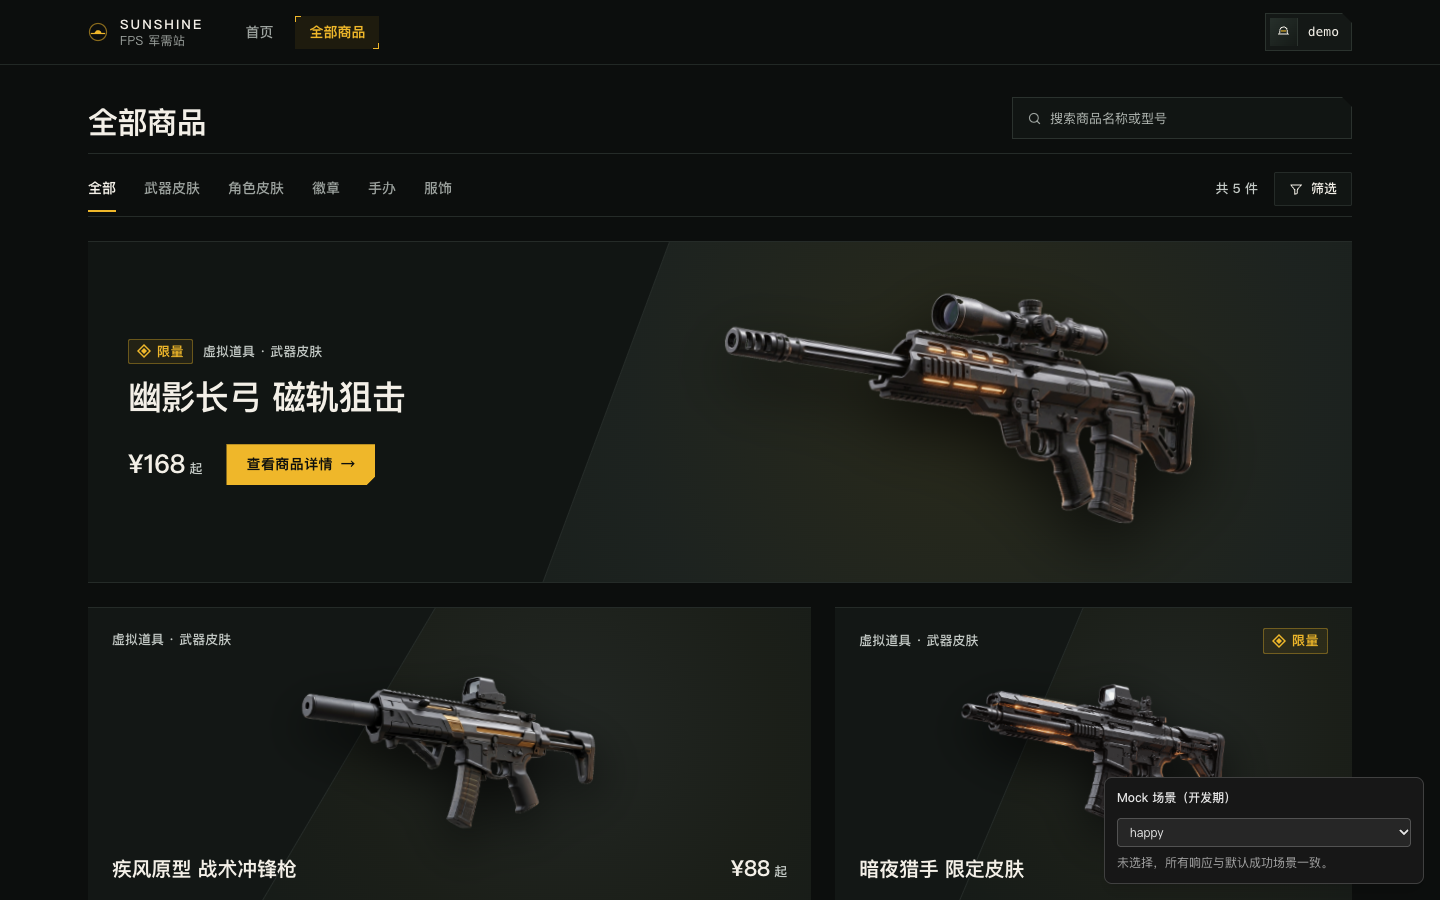 SUNSHINE
FPS 军需站
首页
全部商品
demo
全部商品
搜索商品名称或型号
全部
武器皮肤
角色皮肤
徽章
手办
服饰
共 5 件
筛选
限量
虚拟道具 · 武器皮肤
幽影长弓 磁轨狙击
¥168 起
查看商品详情 →
虚拟道具 · 武器皮肤
疾风原型 战术冲锋枪
¥88 起
虚拟道具 · 武器皮肤
限量
暗夜猎手 限定皮肤
Mock 场景（开发期）
happy
未选择，所有响应与默认成功场景一致。